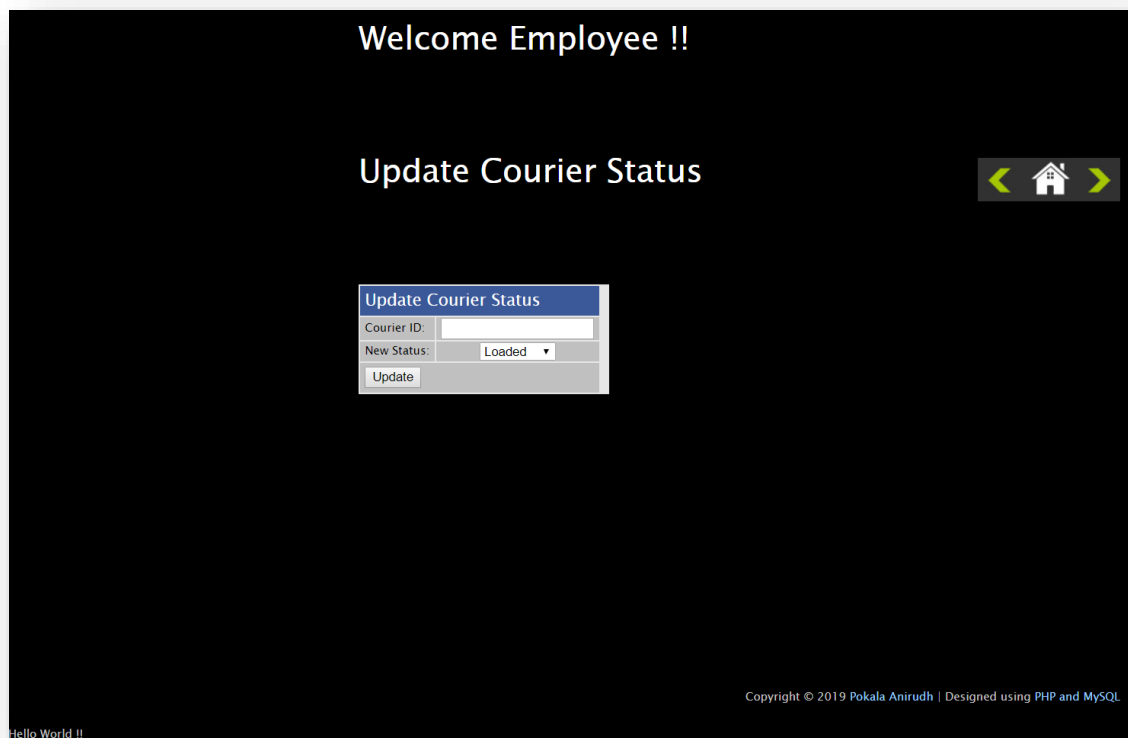 Welcome Employee !!
Update Courier Status
Update Courier Status
Courier ID:
New Status: Loaded
Update
Copyright © 2019 Pokala Anirudh | Designed using PHP and MySQL
Hello World !!